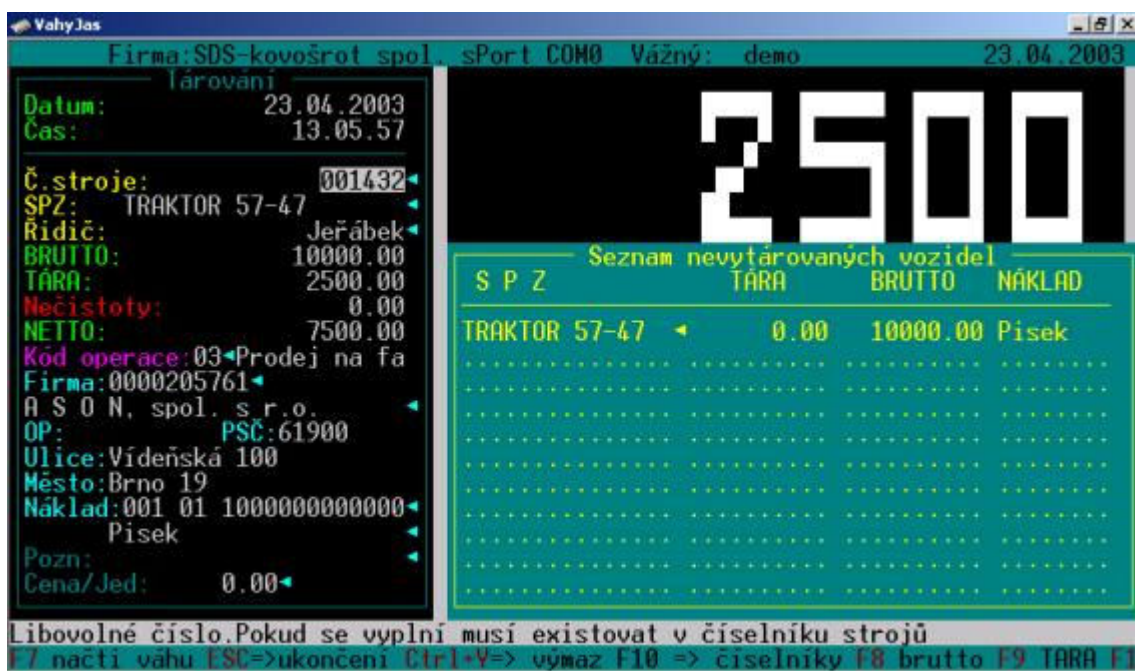 VahyJas
Firma:SDS-kovošrot spol. sPort COM0 Vážný: demo 23.04.2003
Tárování
Datum: 23.04.2003
Čas: 13.05.57
Č.stroje: 001432
SPZ: TRAKTOR 57-47
Řidič: Jeřábek
BRUTTO: 10000.00
TÁRA: 2500.00
Nečistoty: 0.00
NETTO: 7500.00
Kód operace:03 Prodej na fa
Firma:0000205761
A S O N, spol. s r.o.
OP: PSČ:61900
Ulice:Vídeňská 100
Město:Brno 19
Náklad:001 01 1000000000000
Pisek
Pozn:
Cena/Jed: 0.00
2500
Seznam nevytárovaných vozidel
S P Z TÁRA BRUTTO NÁKLAD
TRAKTOR 57-47 0.00 10000.00 Pisek
Libovolné číslo.Pokud se vyplní musí existovat v číselníku strojů
F7 načti váhu ESC=>ukončení Ctrl+Y=> výmaz F10 => číselníky F8 brutto F9 TARA F1